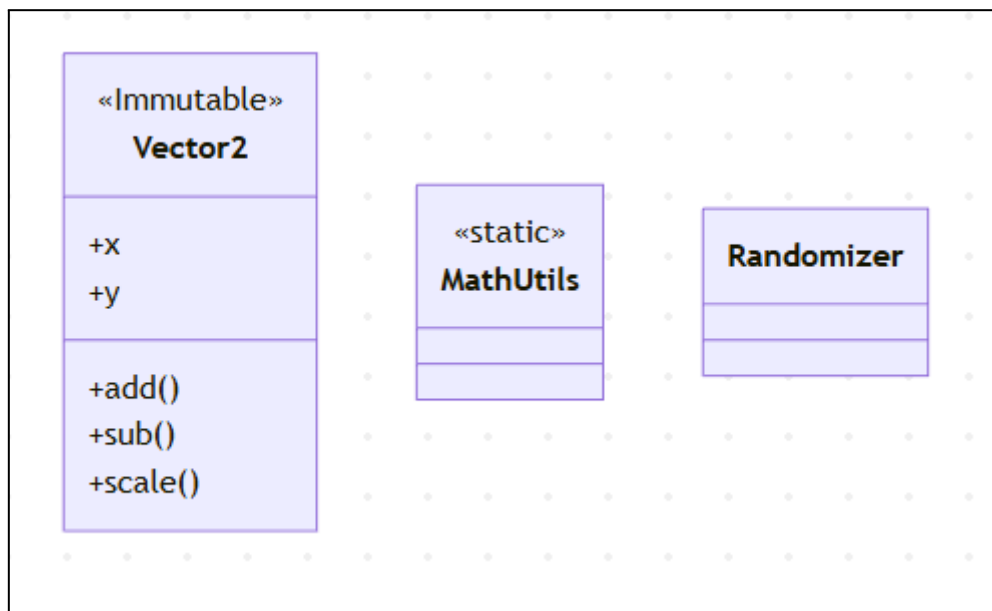 «Immutable»
Vector2
+x
+y
+add()
+sub()
+scale()
«static»
MathUtils
Randomizer